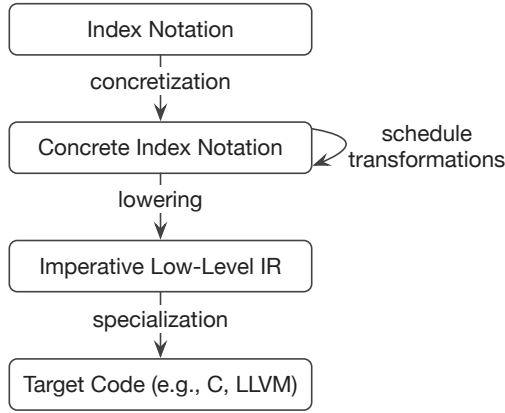 Index Notation
concretization
Concrete Index Notation
schedule
transformations
lowering
Imperative Low-Level IR
specialization
Target Code (e.g., C, LLVM)